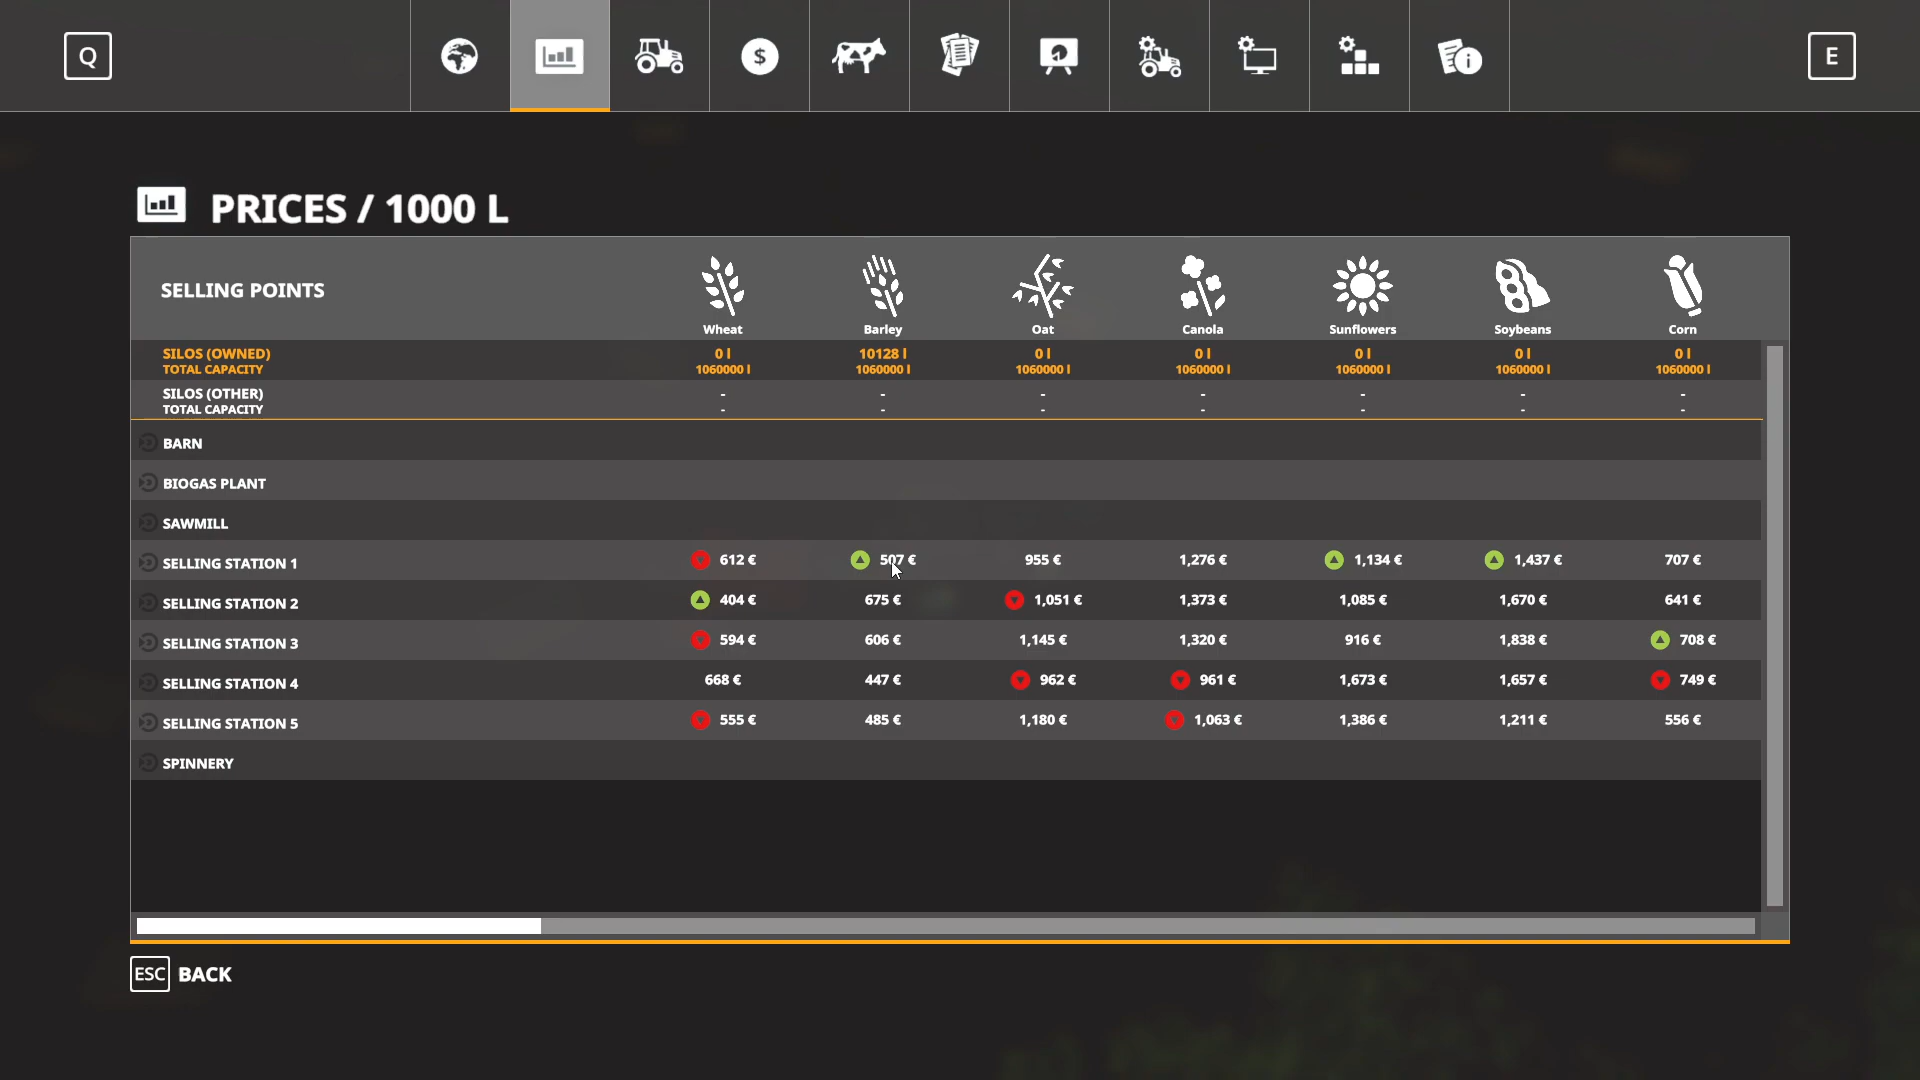 Q
E
PRICES / 1000 L
SELLING POINTS
Wheat Barley Oat Canola Sunflowers Soybeans Corn
SILOS (OWNED) 0 l 10128 l 0 l 0 l 0 l 0 l 0 l
TOTAL CAPACITY 1060000 l 1060000 l 1060000 l 1060000 l 1060000 l 1060000 l 1060000 l
SILOS (OTHER) - - - - - - -
TOTAL CAPACITY - - - - - - -
BARN
BIOGAS PLANT
SAWMILL
SELLING STATION 1 612 € 507 € 955 € 1,276 € 1,134 € 1,437 € 707 €
SELLING STATION 2 404 € 675 € 1,051 € 1,373 € 1,085 € 1,670 € 641 €
SELLING STATION 3 594 € 606 € 1,145 € 1,320 € 916 € 1,838 € 708 €
SELLING STATION 4 668 € 447 € 962 € 961 € 1,673 € 1,657 € 749 €
SELLING STATION 5 555 € 485 € 1,180 € 1,063 € 1,386 € 1,211 € 556 €
SPINNERY
ESC BACK